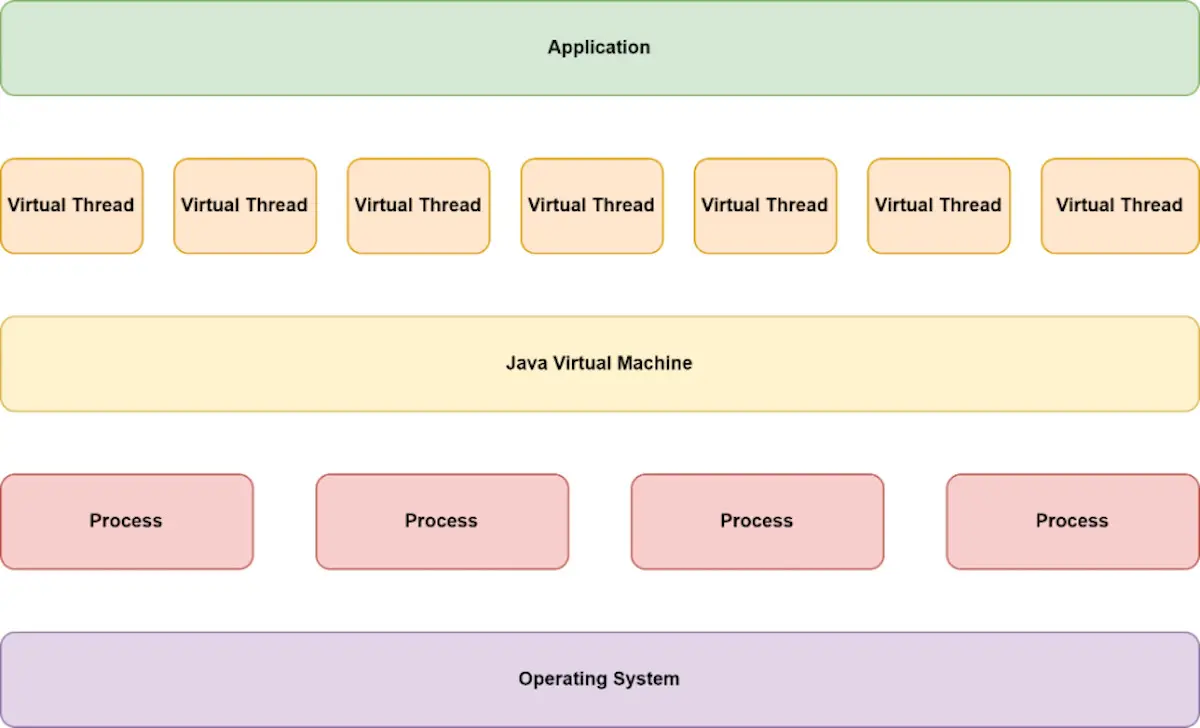 Application
Virtual Thread Virtual Thread Virtual Thread Virtual Thread Virtual Thread Virtual Thread Virtual Thread
Java Virtual Machine
Process Process Process Process
Operating System